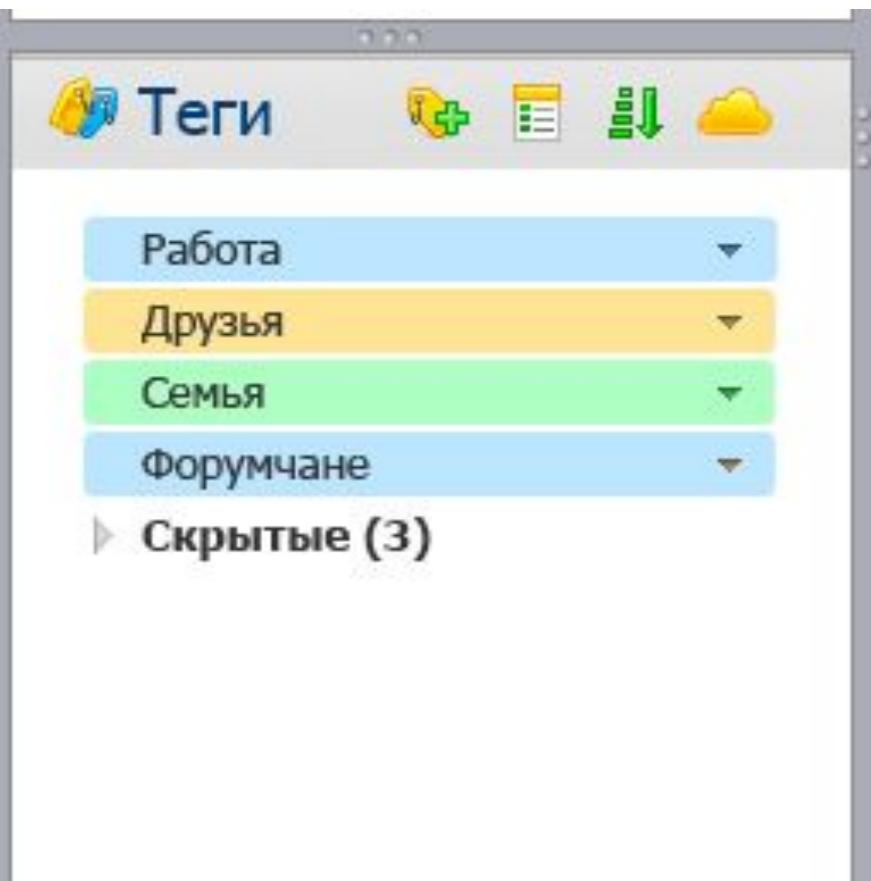 Теги
Работа
Друзья
Семья
Форумчане
Скрытые (3)